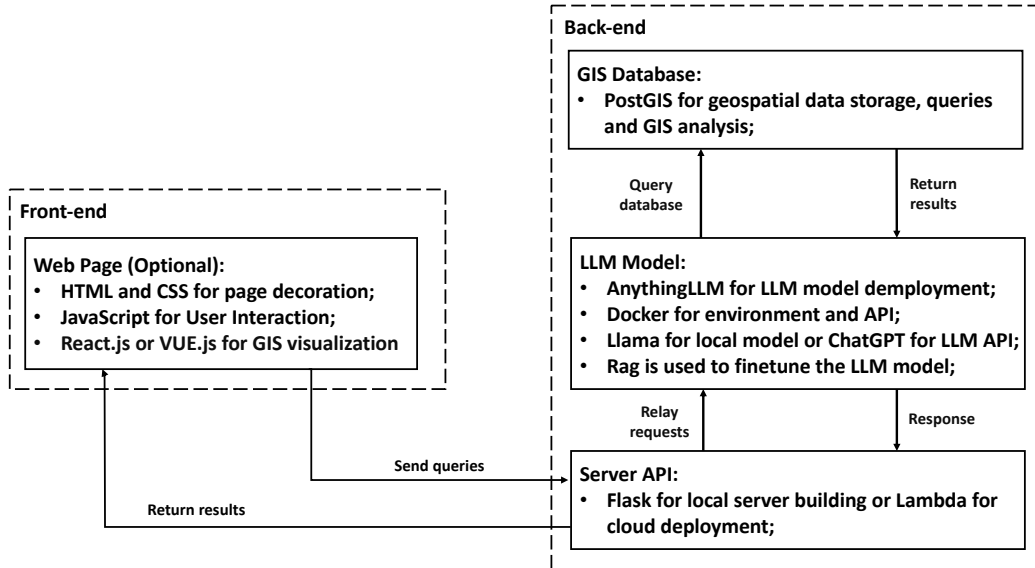 Back-end
GIS Database:
• PostGIS for geospatial data storage, queries
and GIS analysis;
Query
database
Return
results
Front-end
Web Page (Optional):
• HTML and CSS for page decoration;
• JavaScript for User Interaction;
• React.js or VUE.js for GIS visualization
LLM Model:
• AnythingLLM for LLM model demployment;
• Docker for environment and API;
• Llama for local model or ChatGPT for LLM API;
• Rag is used to finetune the LLM model;
Relay
requests
Response
Send queries
Return results
Server API:
• Flask for local server building or Lambda for
cloud deployment;